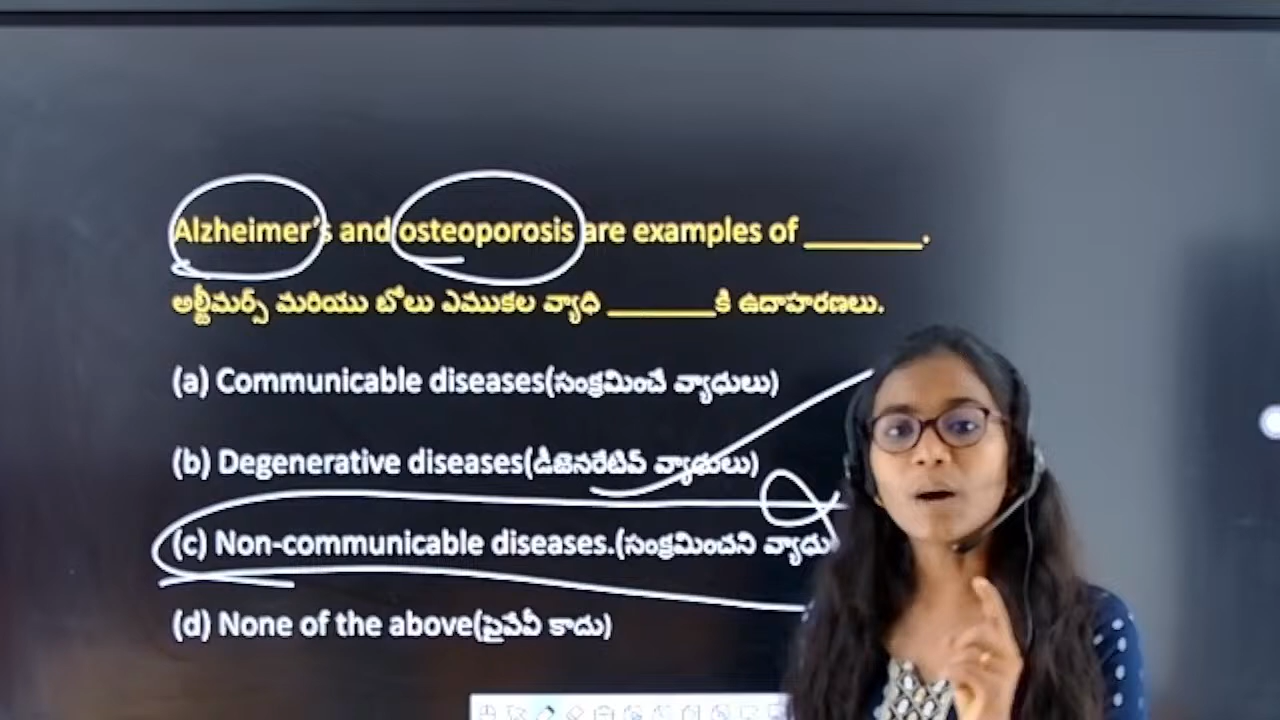 Alzheimer's and osteoporosis are examples of ________.
అల్జీమర్స్ మరియు బోలు ఎముకల వ్యాధి ________కి ఉదాహరణలు.
(a) Communicable diseases(సంక్రమించే వ్యాధులు)
(b) Degenerative diseases(డీజెనరేటివ్ వ్యాధులు)
(c) Non-communicable diseases.(సంక్రమించని వ్యాధు
(d) None of the above(పైవేవీ కాదు)